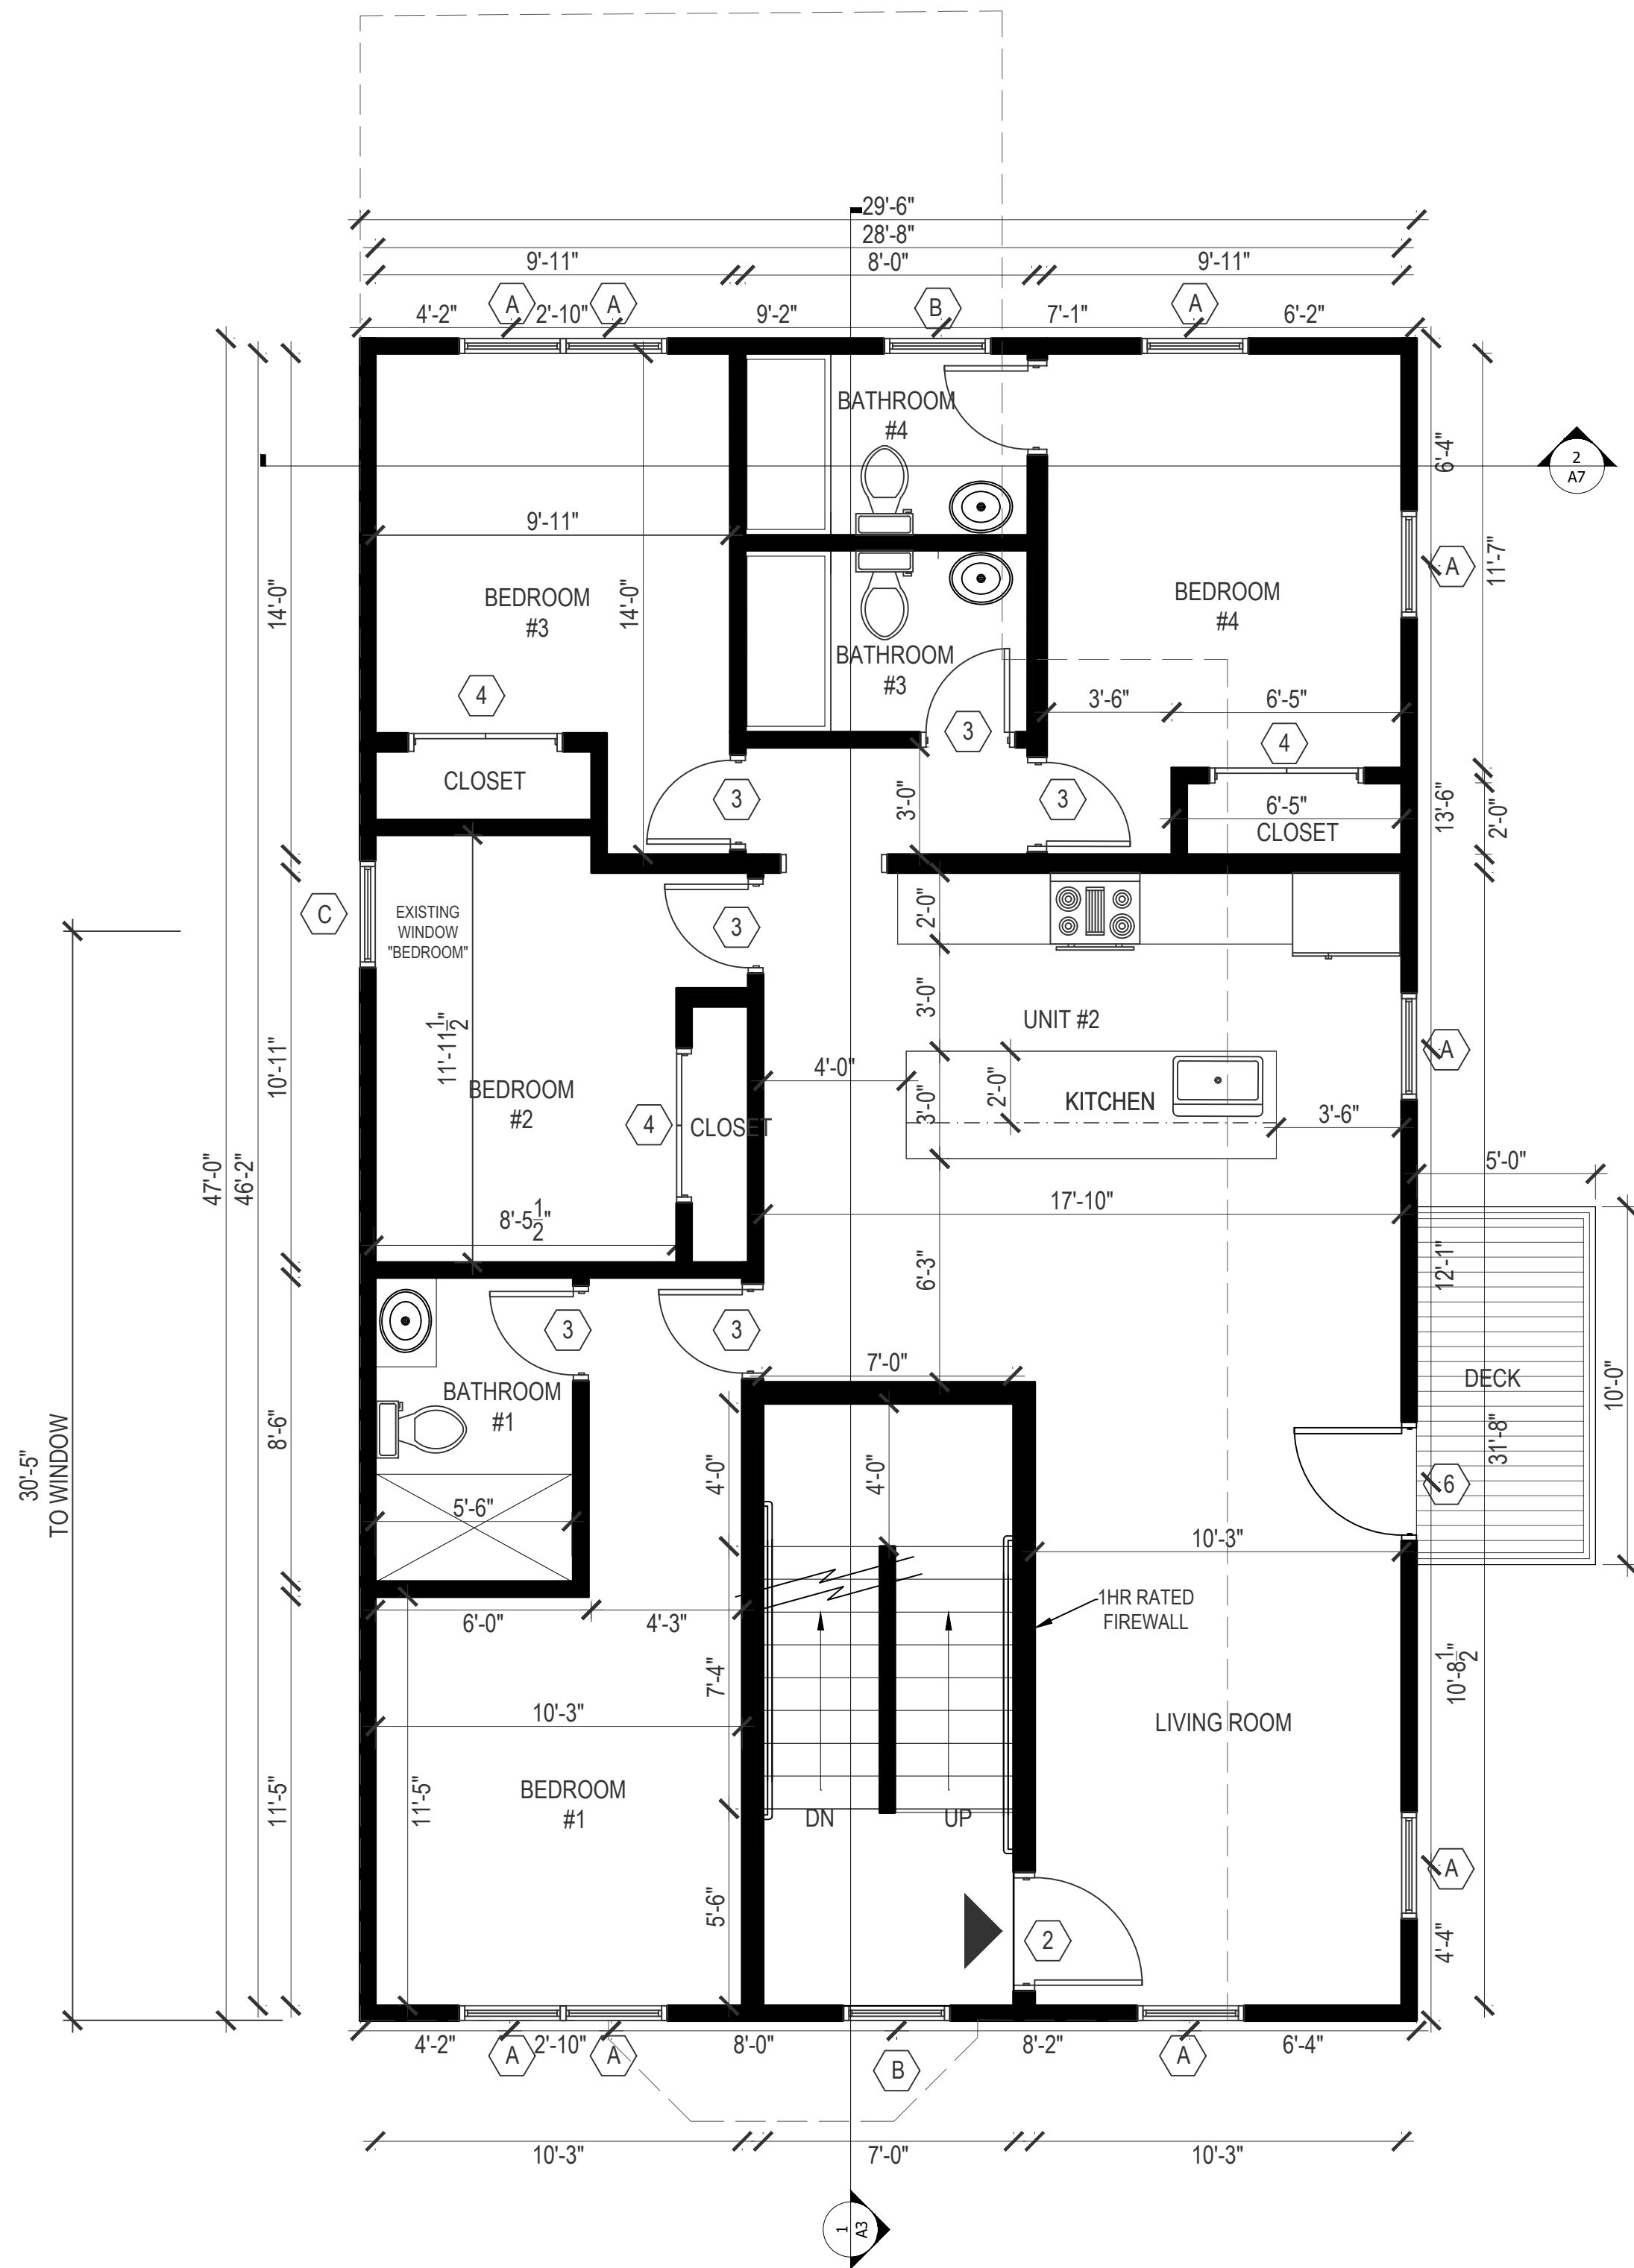 29'-6"
28'-8"
9'-11" 8'-0" 9'-11"
A A B A
4'-2" 2'-10" 9'-2" 7'-1" 6'-2"
BATHROOM
#4
6'-4"
2
A7
9'-11"
A
11'-7"
BEDROOM
#3
14'-0"
14'-0"
BEDROOM
#4
BATHROOM
#3
4
3'-6" 6'-5"
3
4
CLOSET
3
3'-0"
3
6'-5"
CLOSET
13'-6"
2'-0"
C
EXISTING
WINDOW
"BEDROOM"
3
2'-0"
3'-0"
UNIT #2
A
11'-11 1/2"
10'-11"
BEDROOM
#2
4
CLOSET
4'-0"
3'-0"
2'-0"
KITCHEN
3'-6"
47'-0"
46'-2"
5'-0"
17'-10"
8'-5 1/2"
6'-3"
12'-1"
3
3
7'-0"
DECK
10'-0"
BATHROOM
#1
8'-6"
30'-5"
TO WINDOW
4'-0"
4'-0"
31'-8"
6
5'-6"
10'-3"
1HR RATED
FIREWALL
6'-0" 4'-3"
7'-4"
10'-8 1/2"
10'-3"
LIVING ROOM
BEDROOM
#1
11'-5"
11'-5"
DN UP
A
5'-6"
2
4'-4"
4'-2" 2'-10" 8'-0" 8'-2" 6'-4"
A A B A
10'-3" 7'-0" 10'-3"
1
A3